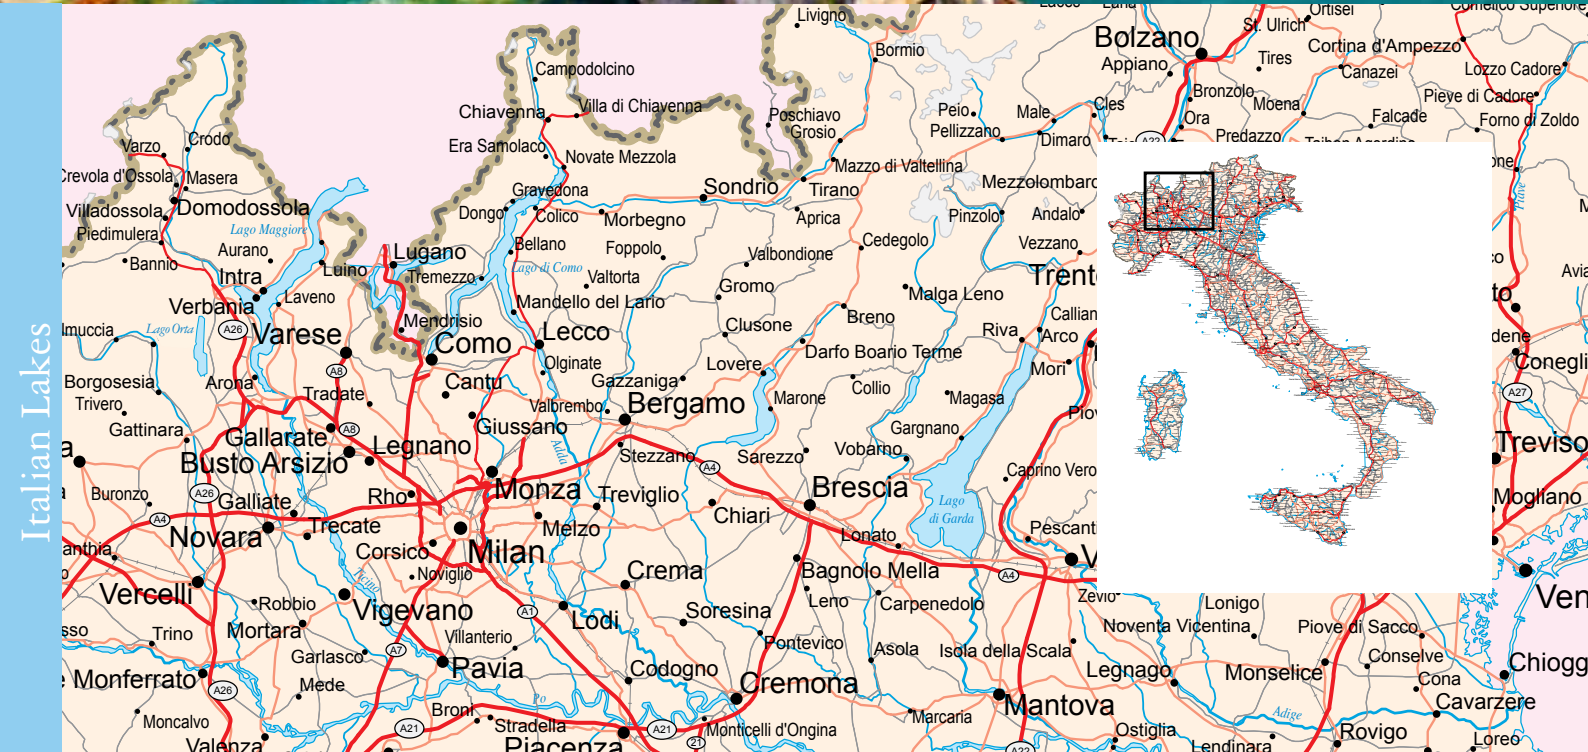 Italian Lakes
Livigno
Bormio
Bolzano
Appiano
St. Ulrich
Ortisei
Tires
Cortina d'Ampezzo
Canazei
Lozzo Cadore
Pieve di Cadore
Forno di Zoldo
Falcade
Moena
Predazzo
Bronzolo
Ora
Cles
Male
Dimaro
Peio
Pellizzano
Campodolcino
Chiavenna
Villa di Chiavenna
Era Samolaco
Novate Mezzola
Poschiavo
Grosio
Mazzo di Valtellina
Varzo
Crodo
Crevola d'Ossola
Masera
Villadossola
Domodossola
Piedimulera
Bannio
Lago Maggiore
Aurano
Intra
Verbania
Laveno
Luino
Lugano
Tremezzo
Mendrisio
Gravedona
Dongo
Colico
Bellano
Lago di Como
Mandello del Lario
Morbegno
Sondrio
Tirano
Aprica
Foppolo
Valtorta
Valbondione
Gromo
Clusone
Cedegolo
Malga Leno
Breno
Pinzolo
Andalo
Vezzano
Riva
Arco
Mori
Lago Orta
A26
Varese
Como
Lecco
Olginate
Cantu
Gazzaniga
Lovere
Darfo Boario Terme
Collio
Magasa
Marone
Gargnano
Borgosesia
Trivero
Gattinara
Arona
A8
Tradate
A8
Gallarate
Legnano
Busto Arsizio
Giussano
Valbrembo
Bergamo
Stezzano
A4
Sarezzo
Vobarno
Buronzo
A26
Galliate
A4
Rho
Monza
Adda
Treviglio
Chiari
Brescia
Lago
di Garda
Novara
Trecate
Corsico
Milan
Melzo
Lonato
Noviglio
Ticino
Crema
Bagnolo Mella
A4
Vercelli
Robbio
Vigevano
A1
Lodi
Soresina
Leno
Carpenedolo
Zevio
Lonigo
Trino
Mortara
Villanterio
Pontevico
Asola
Isola della Scala
Noventa Vicentina
Piove di Sacco
Conselve
Garlasco
A7
Pavia
Codogno
Legnago
Monselice
Cona
Monferrato
A26
Mede
Cremona
Mantova
Cavarzere
Moncalvo
Broni
Po
Stradella
A21
A21
21
Monticelli d'Ongina
Marcaria
Ostiglia
Adige
Rovigo
Valenza
Piacenza
A22
Lendinara
Loreo
Piave
A27
Treviso
Mogliano